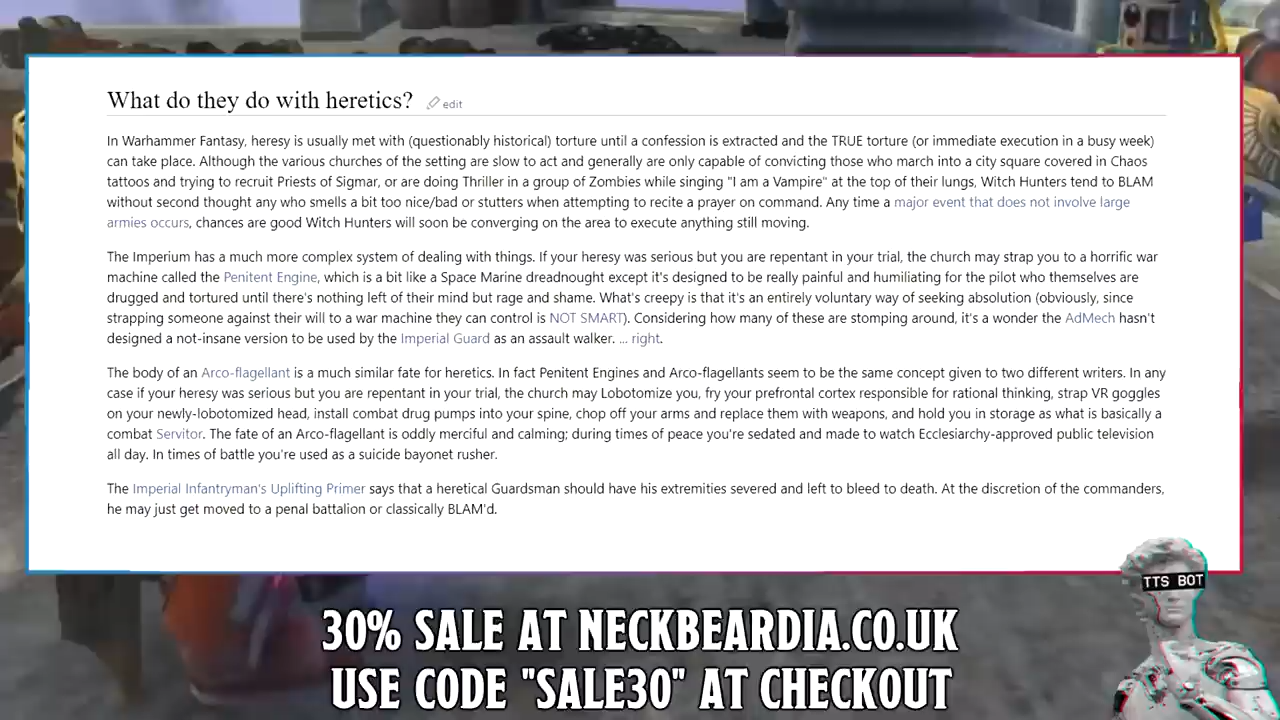 What do they do with heretics? edit
In Warhammer Fantasy, heresy is usually met with (questionably historical) torture until a confession is extracted and the TRUE torture (or immediate execution in a busy week)
can take place. Although the various churches of the setting are slow to act and generally are only capable of convicting those who march into a city square covered in Chaos
tattoos and trying to recruit Priests of Sigmar, or are doing Thriller in a group of Zombies while singing "I am a Vampire" at the top of their lungs, Witch Hunters tend to BLAM
without second thought any who smells a bit too nice/bad or stutters when attempting to recite a prayer on command. Any time a major event that does not involve large
armies occurs, chances are good Witch Hunters will soon be converging on the area to execute anything still moving.
The Imperium has a much more complex system of dealing with things. If your heresy was serious but you are repentant in your trial, the church may strap you to a horrific war
machine called the Penitent Engine, which is a bit like a Space Marine dreadnought except it's designed to be really painful and humiliating for the pilot who themselves are
drugged and tortured until there's nothing left of their mind but rage and shame. What's creepy is that it's an entirely voluntary way of seeking absolution (obviously, since
strapping someone against their will to a war machine they can control is NOT SMART). Considering how many of these are stomping around, it's a wonder the AdMech hasn't
designed a not-insane version to be used by the Imperial Guard as an assault walker. ... right.
The body of an Arco-flagellant is a much similar fate for heretics. In fact Penitent Engines and Arco-flagellants seem to be the same concept given to two different writers. In any
case if your heresy was serious but you are repentant in your trial, the church may Lobotomize you, fry your prefrontal cortex responsible for rational thinking, strap VR goggles
on your newly-lobotomized head, install combat drug pumps into your spine, chop off your arms and replace them with weapons, and hold you in storage as what is basically a
combat Servitor. The fate of an Arco-flagellant is oddly merciful and calming; during times of peace you're sedated and made to watch Ecclesiarchy-approved public television
all day. In times of battle you're used as a suicide bayonet rusher.
The Imperial Infantryman's Uplifting Primer says that a heretical Guardsman should have his extremities severed and left to bleed to death. At the discretion of the commanders,
he may just get moved to a penal battalion or classically BLAM'd.
TTS BOT
30% SALE AT NECKBEARDIA.CO.UK
USE CODE "SALE30" AT CHECKOUT